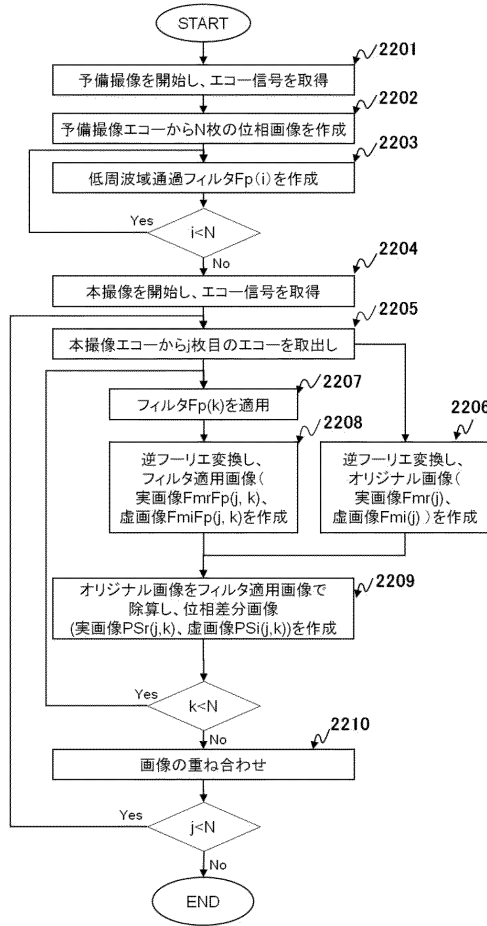 START
2201
予備撮像を開始し、エコー信号を取得
2202
予備撮像エコーからN枚の位相画像を作成
2203
低周波域通過フィルタFp(i)を作成
Yes
i<N
No
2204
本撮像を開始し、エコー信号を取得
2205
本撮像エコーからj枚目のエコーを取出し
2207
フィルタFp(k)を適用
2208
逆フーリエ変換し、
フィルタ適用画像(
実画像FmrFp(j, k)、
虚画像FmiFp(j, k)を作成
2206
逆フーリエ変換し、
オリジナル画像(
実画像Fmr(j)、
虚画像Fmi(j) )を作成
2209
オリジナル画像をフィルタ適用画像で
除算し、位相差分画像
(実画像PSr(j,k)、虚画像PSi(j,k))を作成
Yes
k<N
No
2210
画像の重ね合わせ
Yes
j<N
No
END